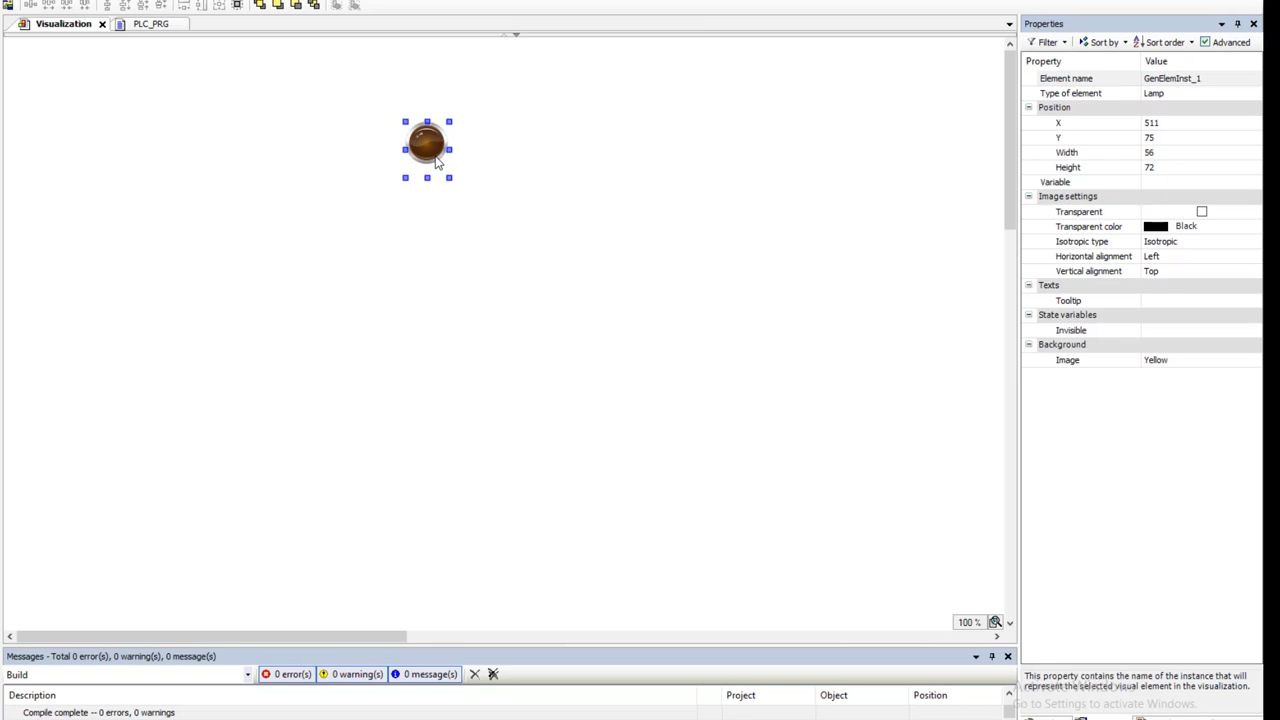 Visualization
PLC_PRG
Properties
Filter
Sort by
Sort order
Advanced
Property Value
Element name GenElemInst_1
Type of element Lamp
Position
X 511
Y 75
Width 56
Height 72
Variable
Image settings
Transparent
Transparent color Black
Isotropic type Isotropic
Horizontal alignment Left
Vertical alignment Top
Texts
Tooltip
State variables
Invisible
Background
Image Yellow
100 %
Messages - Total 0 error(s), 0 warning(s), 0 message(s)
Build
0 error(s)
0 warning(s)
0 message(s)
Description Project Object Position
Compile complete -- 0 errors, 0 warnings
This property contains the name of the instance that will
represent the selected visual element in the visualization.
Activate Windows
Go to Settings to activate Windows.